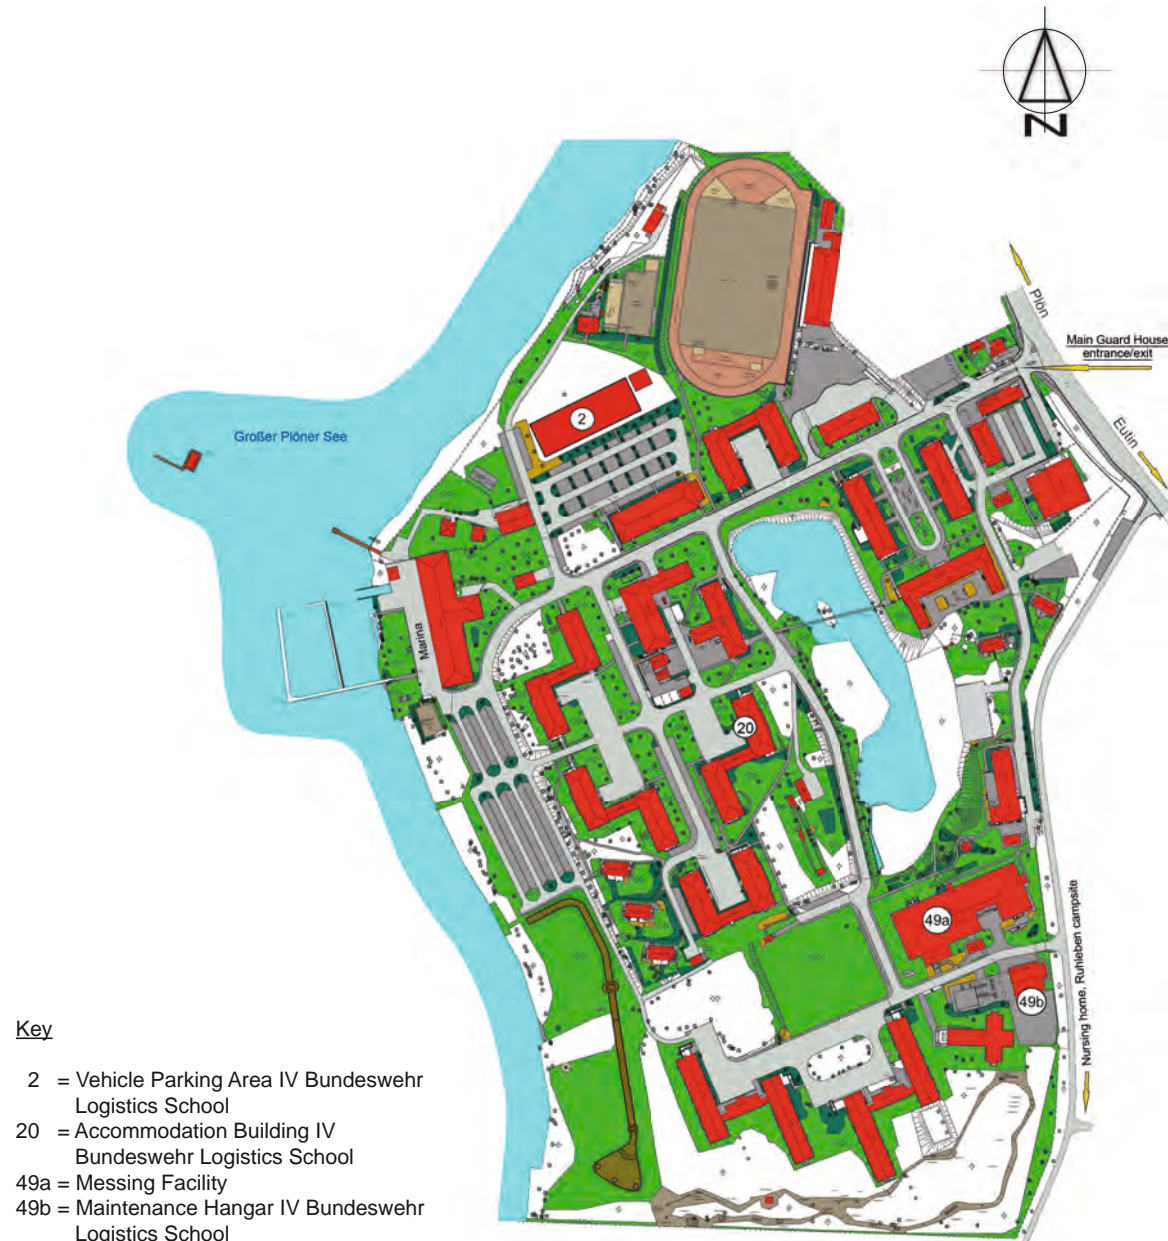 N
Plön
Main Guard House
entrance/exit
Eutin
2
Großer Plöner See
Marina
20
49a
49b
Nursing home, Ruhleben campsite
Key
2 = Vehicle Parking Area IV Bundeswehr
Logistics School
20 = Accommodation Building IV
Bundeswehr Logistics School
49a = Messing Facility
49b = Maintenance Hangar IV Bundeswehr
Logistics School